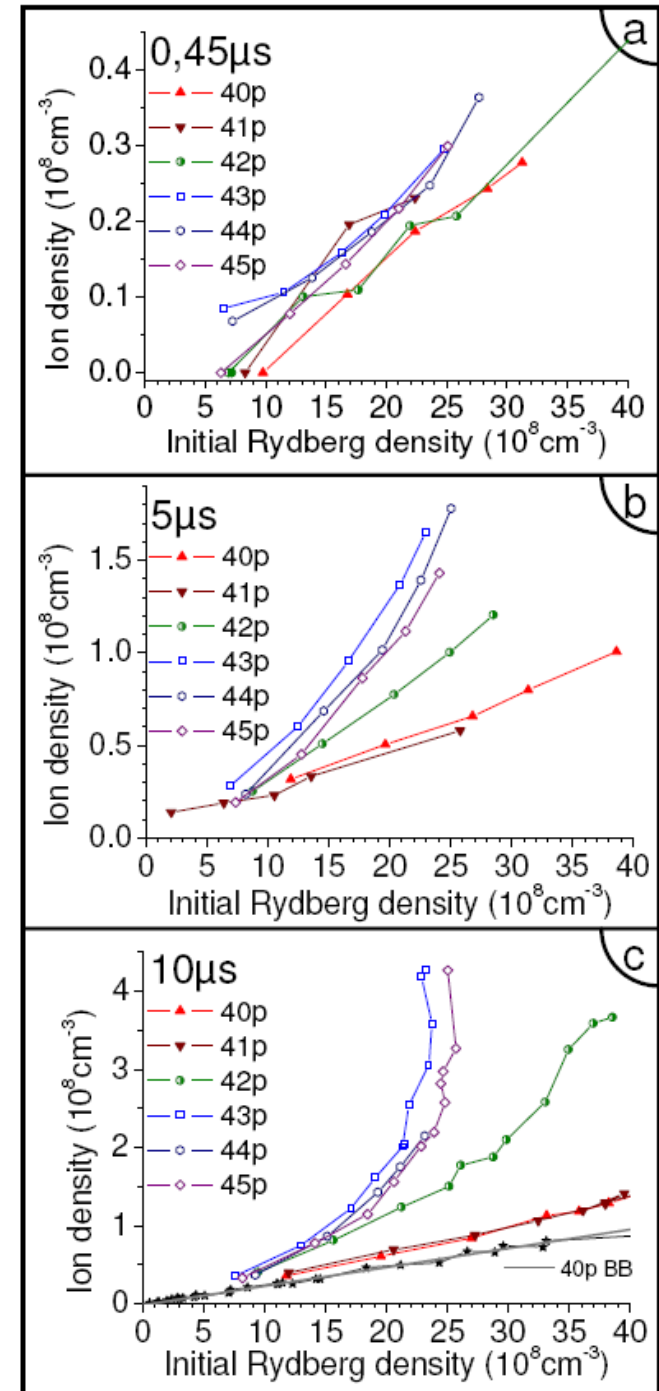 a
0,45µs
40p
41p
42p
43p
44p
45p
Ion density (10⁸cm⁻³)
0.0
0.1
0.2
0.3
0.4
0 5 10 15 20 25 30 35 40
Initial Rydberg density (10⁸cm⁻³)
b
5µs
40p
41p
42p
43p
44p
45p
Ion density (10⁸cm⁻³)
0.0
0.5
1.0
1.5
0 5 10 15 20 25 30 35 40
Initial Rydberg density (10⁸cm⁻³)
c
10µs
40p
41p
42p
43p
44p
45p
40p BB
Ion density (10⁸cm⁻³)
0
1
2
3
4
0 5 10 15 20 25 30 35 40
Initial Rydberg density (10⁸cm⁻³)